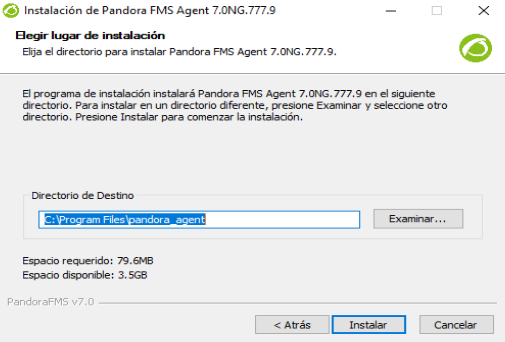 Instalación de Pandora FMS Agent 7.0NG.777.9
Elegir lugar de instalación
Elija el directorio para instalar Pandora FMS Agent 7.0NG.777.9.
El programa de instalación instalará Pandora FMS Agent 7.0NG.777.9 en el siguiente
directorio. Para instalar en un directorio diferente, presione Examinar y seleccione otro
directorio. Presione Instalar para comenzar la instalación.
Directorio de Destino
C:\Program Files\pandora_agent
Examinar...
Espacio requerido: 79.6MB
Espacio disponible: 3.5GB
PandoraFMS v7.0
< Atrás
Instalar
Cancelar